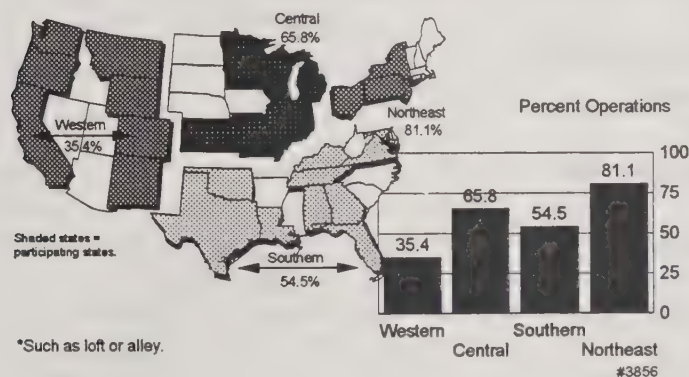 Central
65.8%
Northeast
81.1%
Percent Operations
Western
35.4%
Shaded states =
participating states.
Southern
54.5%
100
75
50
25
0
35.4
65.8
54.5
81.1
Western
Central
Southern
Northeast
*Such as loft or alley.
#3856